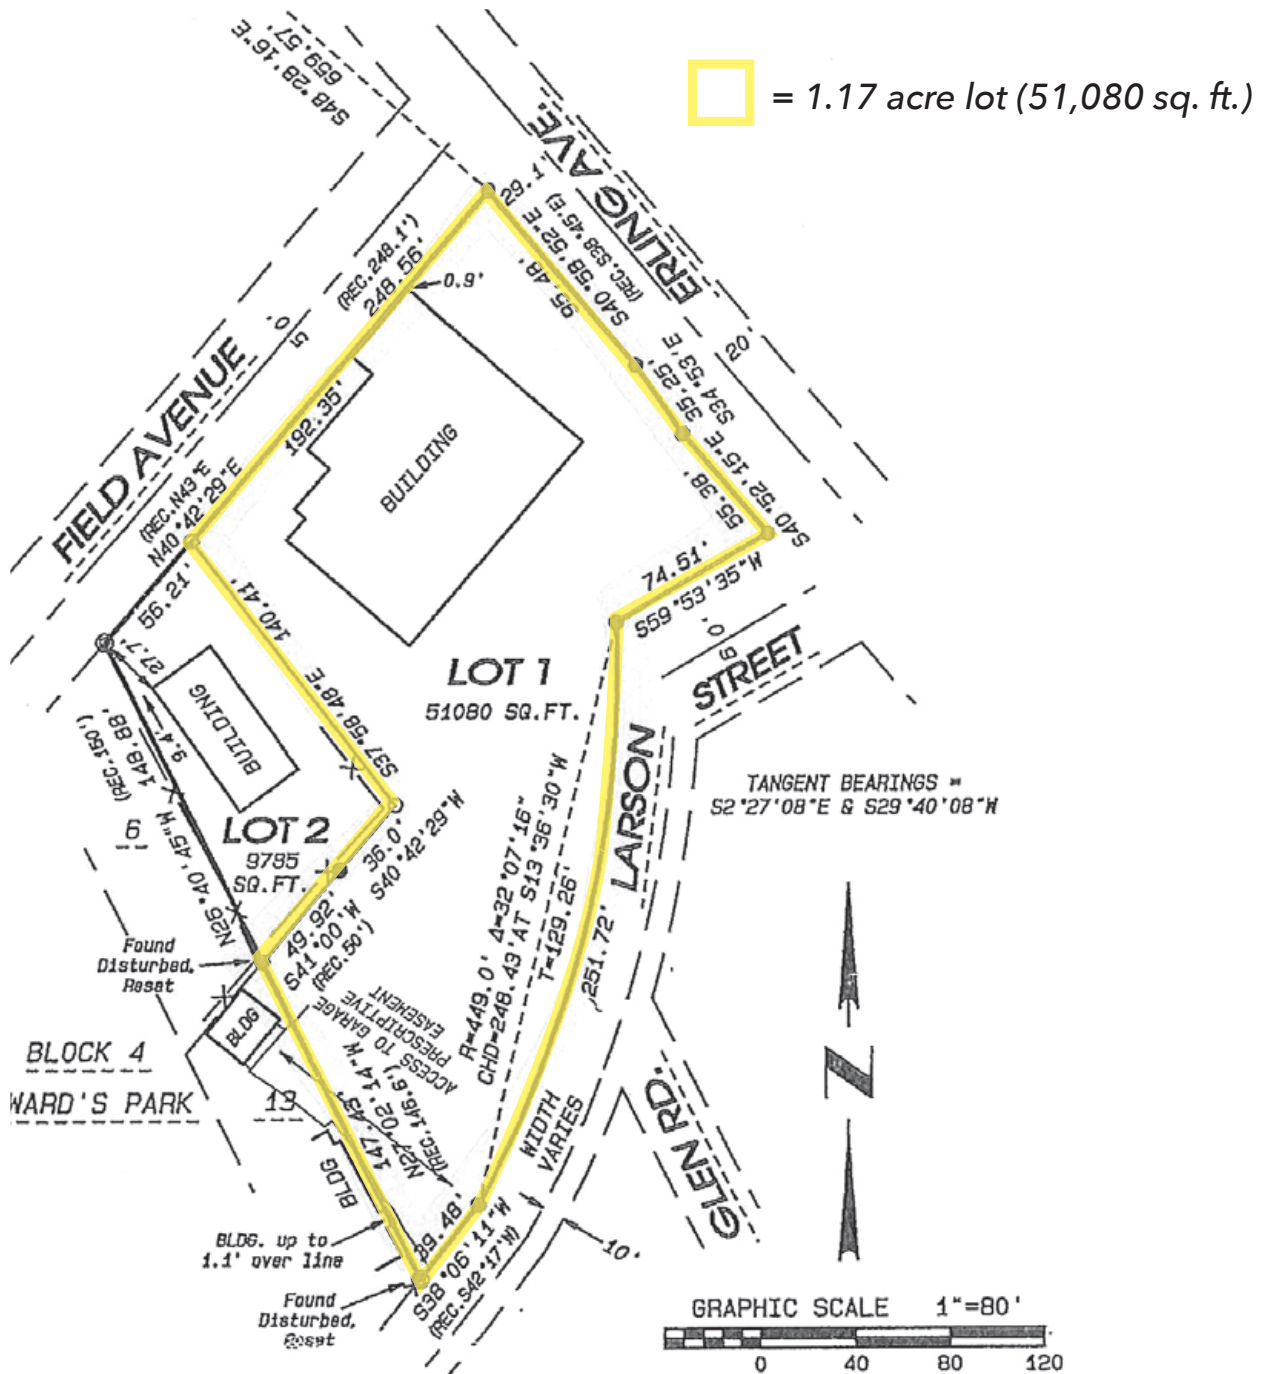 = 1.17 acre lot (51,080 sq. ft.)
S48°28'16"E
659.57'
ERLING AVE.
29.1'
(REC. 248.1')
248.56'
0.9'
95.48'
S40°58'52"E
(REC. S38°45'E)
35.25'
S34°53'E
20'
FIELD AVENUE
50'
192.35'
BUILDING
(REC. N43°E
N40°42'29"E
55.38'
S40°52'15"E
74.51'
S59°53'35"W
60'
STREET
56.21'
140.41'
S37°58'48"E
27.7'
BUILDING
9.4'
148.88'
(REC. 150')
N25°40'45"W
LOT 1
51080 SQ.FT.
LARSON
TANGENT BEARINGS =
S2°27'08"E & S29°40'08"W
6
LOT 2
9785
SQ.FT.
36.0'
S40°42'29"W
49.92'
S41°00'W
(REC. 50')
Found
Disturbed,
Reset
R=449.0' Δ=32°07'16"
CHD=248.43'AT S13°36'30"W
T=129.26'
251.72'
ACCESS TO GARAGE
PRESCRIPTIVE
EASEMENT
BLDG
BLOCK 4
WARD'S PARK
13
147.43'
N27°02'14"W
(REC. 146.6')
BLDG
WIDTH
VARIES
GLEN RD.
N
BLDG. up to
1.1' over line
39.48'
S38°06'11"W
(REC. S42°17'W)
10'
Found
Disturbed,
Reset
GRAPHIC SCALE 1"=80'
0 40 80 120